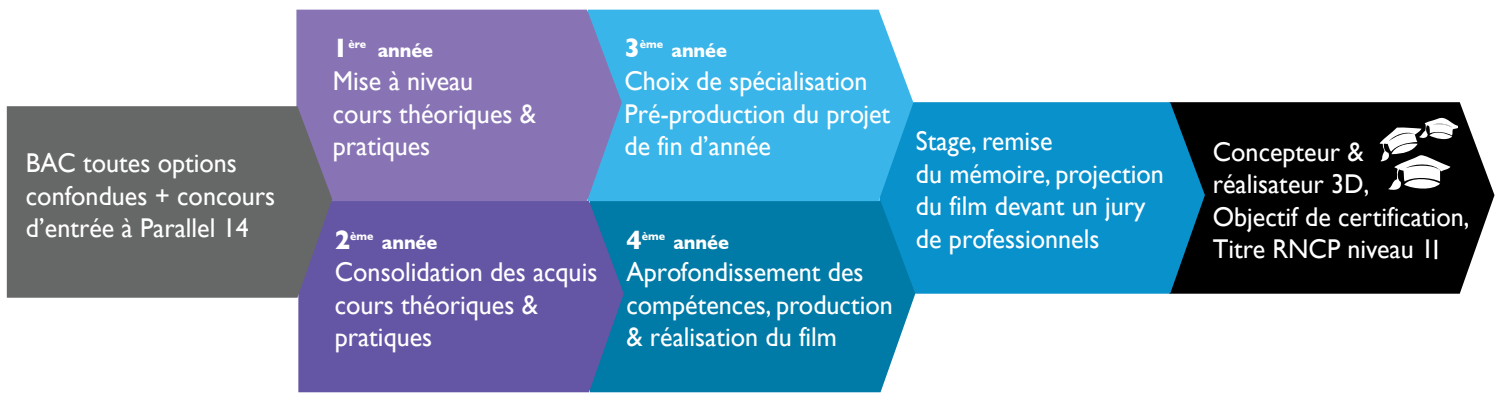 BAC toutes options
confondues + concours
d'entrée à Parallel 14
1ère année
Mise à niveau
cours théoriques &
pratiques
2ème année
Consolidation des acquis
cours théoriques &
pratiques
3ème année
Choix de spécialisation
Pré-production du projet
de fin d'année
4ème année
Aprofondissement des
compétences, production
& réalisation du film
Stage, remise
du mémoire, projection
du film devant un jury
de professionnels
Concepteur &
réalisateur 3D,
Objectif de certification,
Titre RNCP niveau 1I